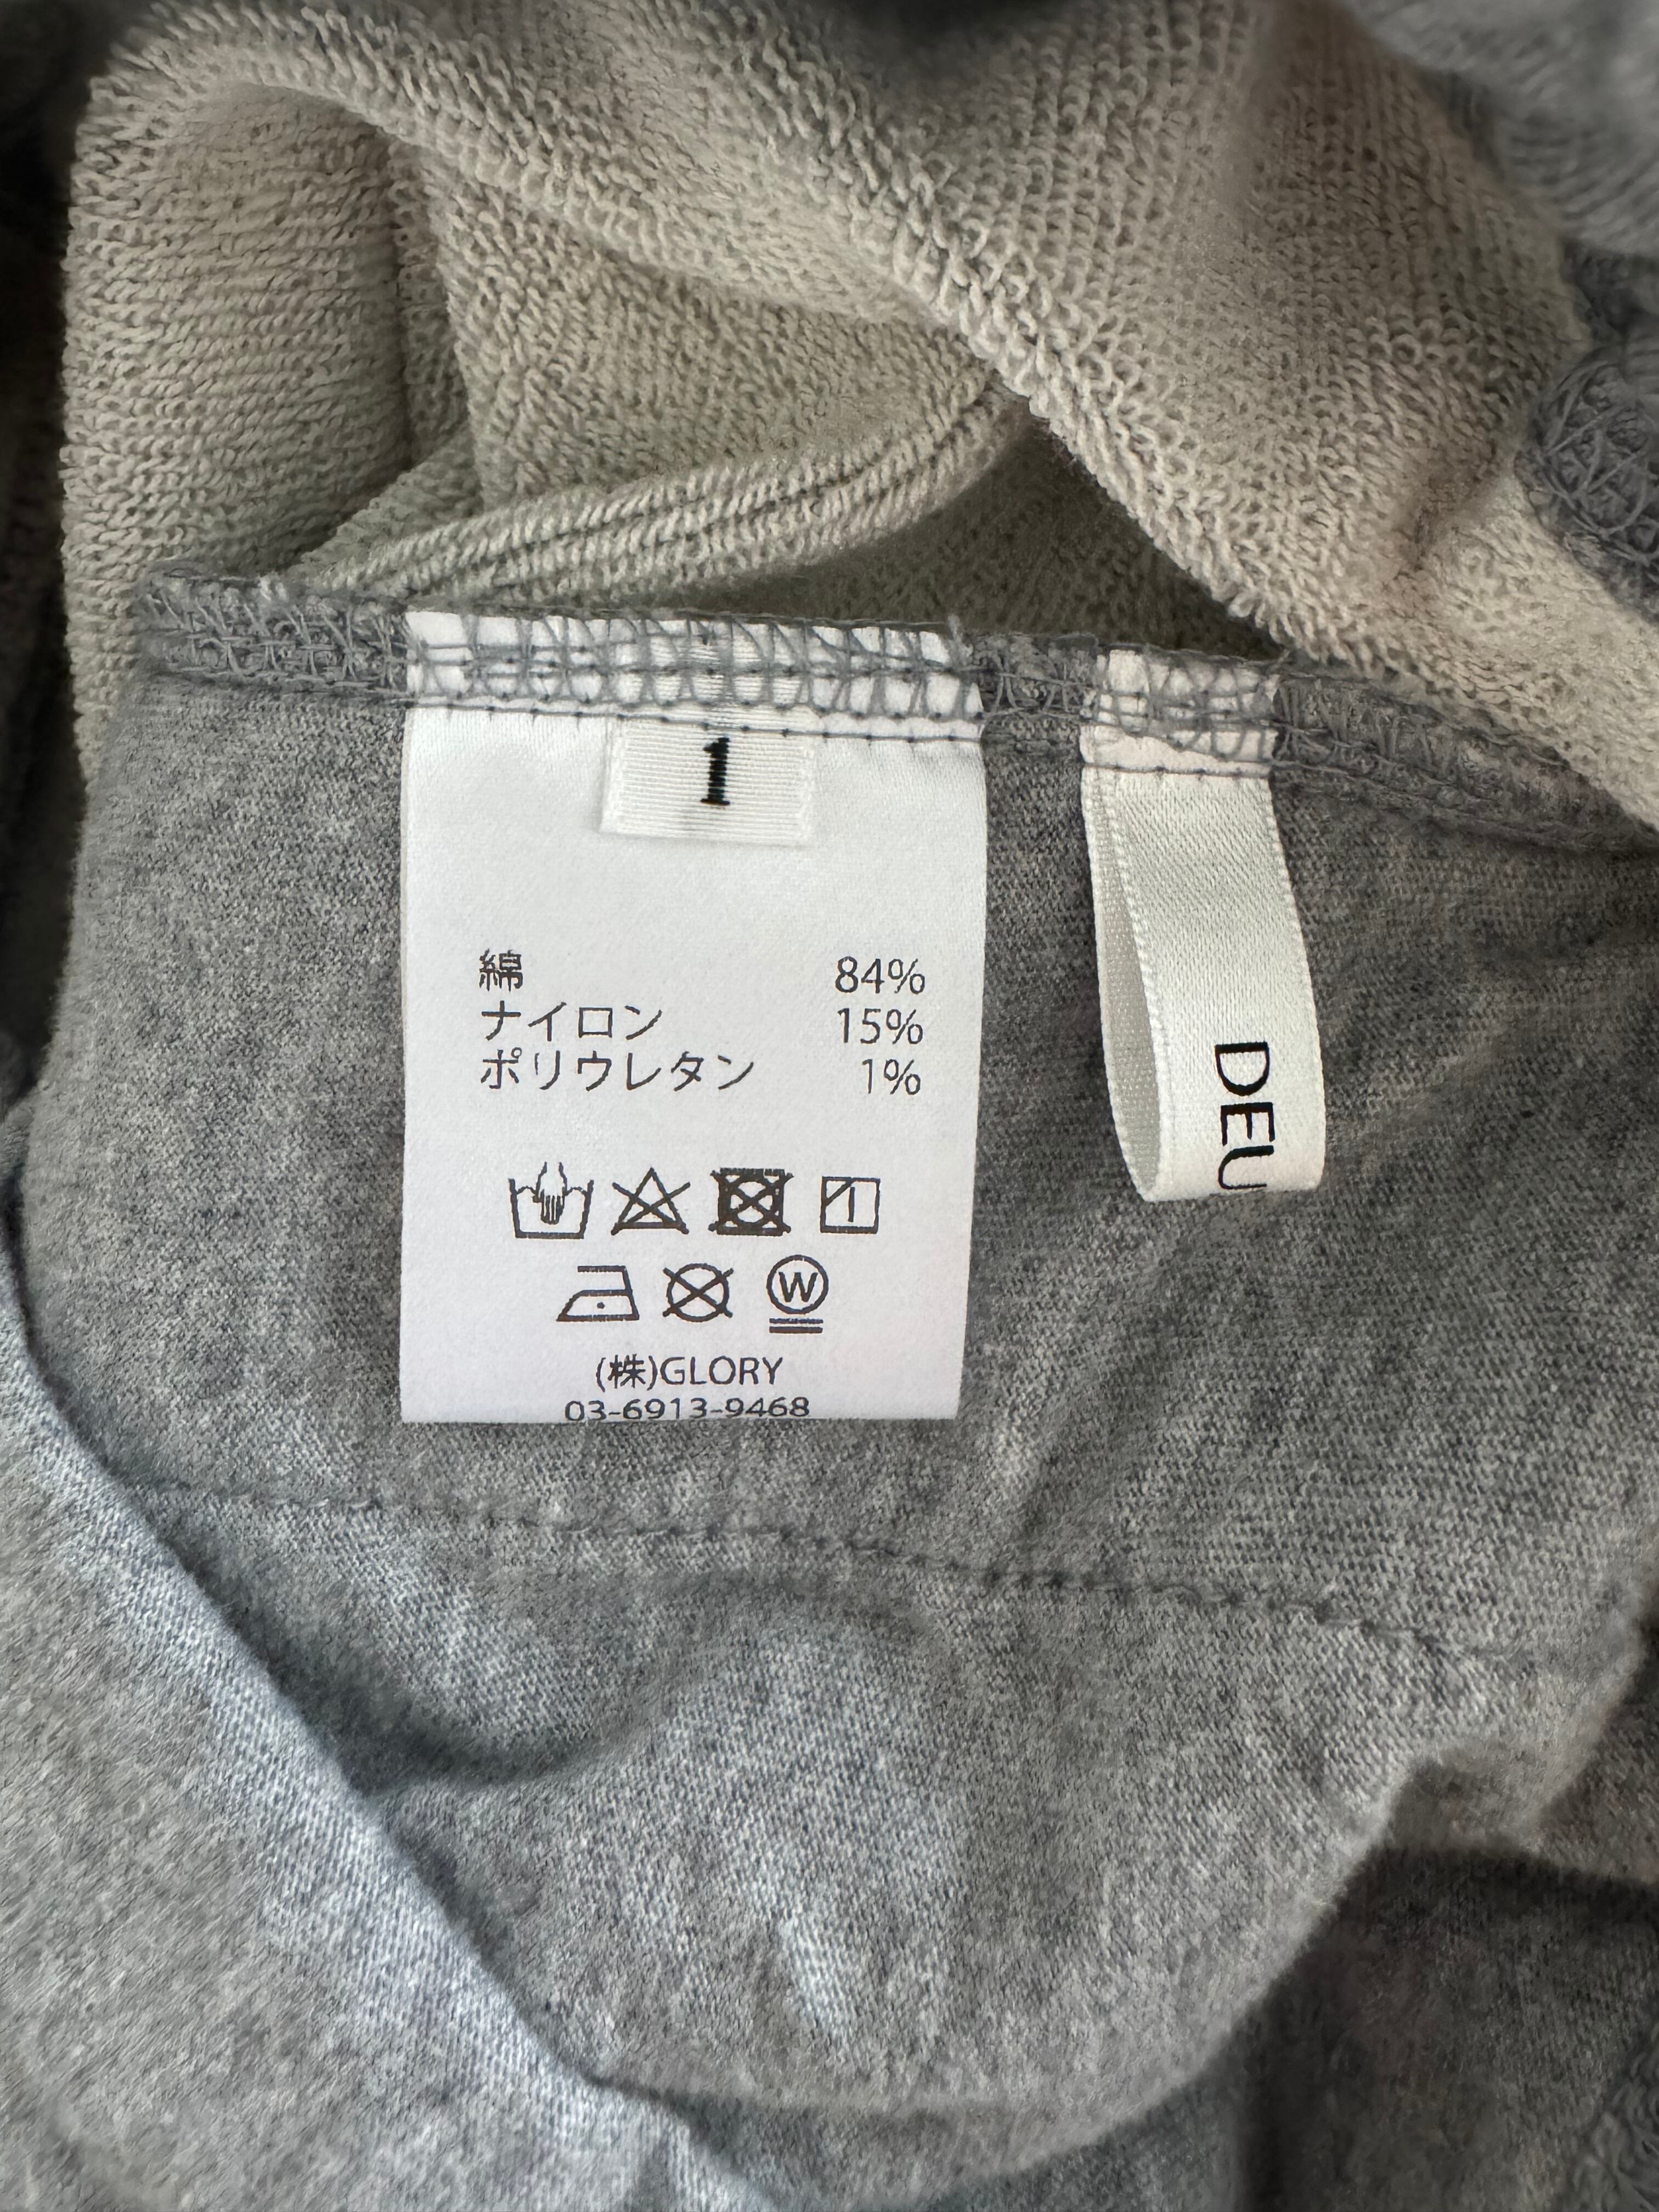 1
綿 84%
ナイロン 15%
ポリウレタン 1%
W
(株)GLORY
03-6913-9468
DEU